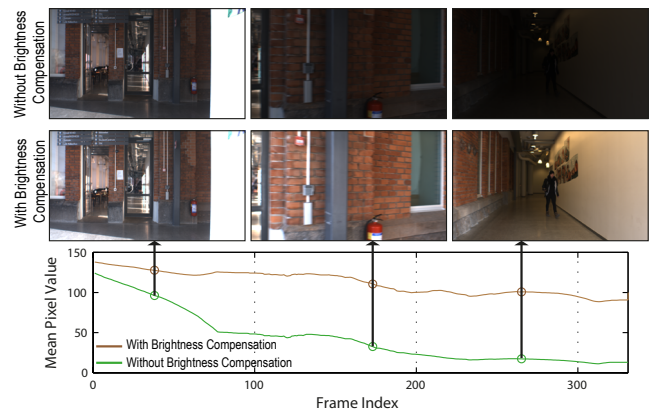 Without Brightness
Compensation
With Brightness
Compensation
150
100
50
0
Mean Pixel Value
With Brightness Compensation
Without Brightness Compensation
0
100
200
300
Frame Index